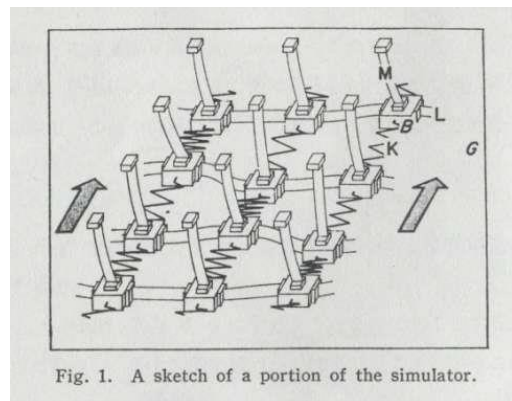 M
L
B
K
G
Fig. 1. A sketch of a portion of the simulator.